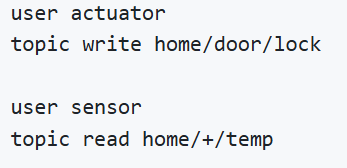 user actuator
topic write home/door/lock

user sensor
topic read home/+/temp